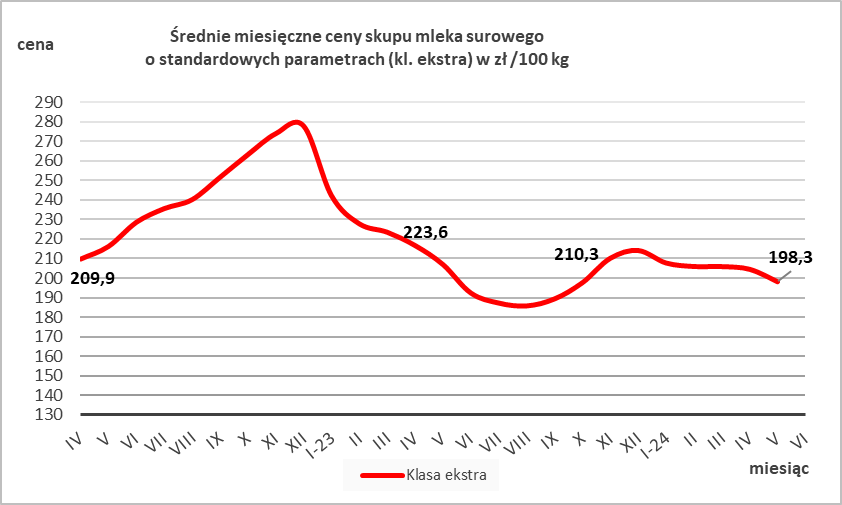 Średnie miesięczne ceny skupu mleka surowego
o standardowych parametrach (kl. ekstra) w zł /100 kg
cena
290
280
270
260
250
240
230
220
210
200
190
180
170
160
150
140
130
209,9
223,6
210,3
198,3
IV
V
VI
VII
VIII
IX
X
XI
XII
I-23
II
III
IV
V
VI
VII
VIII
IX
X
XI
XII
I-24
II
III
IV
V
VI
miesiąc
Klasa ekstra